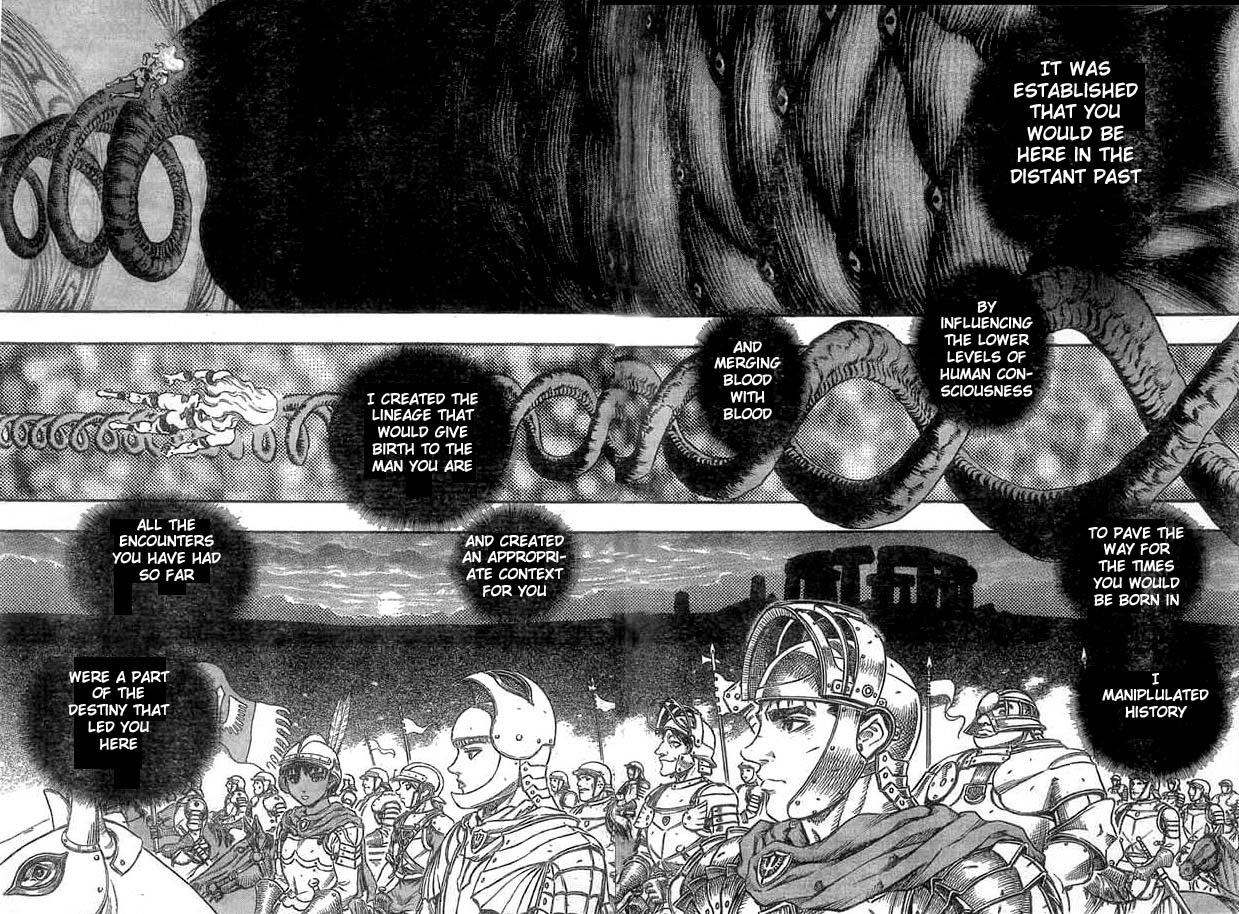 IT WAS
ESTABLISHED
THAT YOU
WOULD BE
HERE IN THE
DISTANT PAST
BY
INFLUENCING
THE LOWER
LEVELS OF
HUMAN CON-
SCIOUSNESS
AND
MERGING
BLOOD
WITH
BLOOD
I CREATED THE
LINEAGE THAT
WOULD GIVE
BIRTH TO THE
MAN YOU ARE
TO PAVE THE
WAY FOR
THE TIMES
YOU WOULD
BE BORN IN
I
MANIPLULATED
HISTORY
AND CREATED
AN APPROPRI-
ATE CONTEXT
FOR YOU
ALL THE
ENCOUNTERS
YOU HAVE HAD
SO FAR
WERE A PART
OF THE
DESTINY THAT
LED YOU
HERE